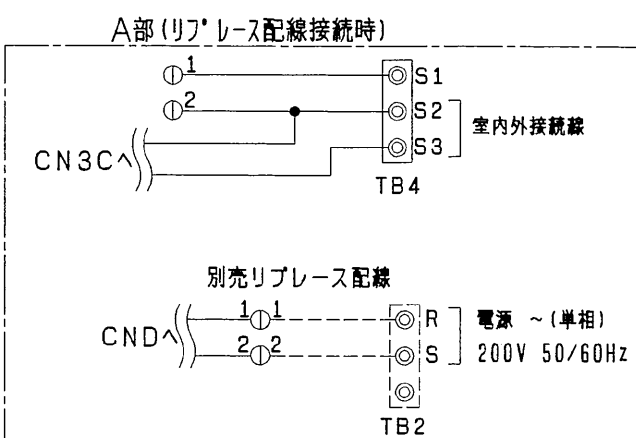 A部(リプレース配線接続時)
1
S1
2
S2
室内外接続線
CN3Cへ
S3
TB4
別売リプレース配線
1 1
R
電源 ～(単相)
CNDへ
2 2
S
200V 50/60Hz
TB2